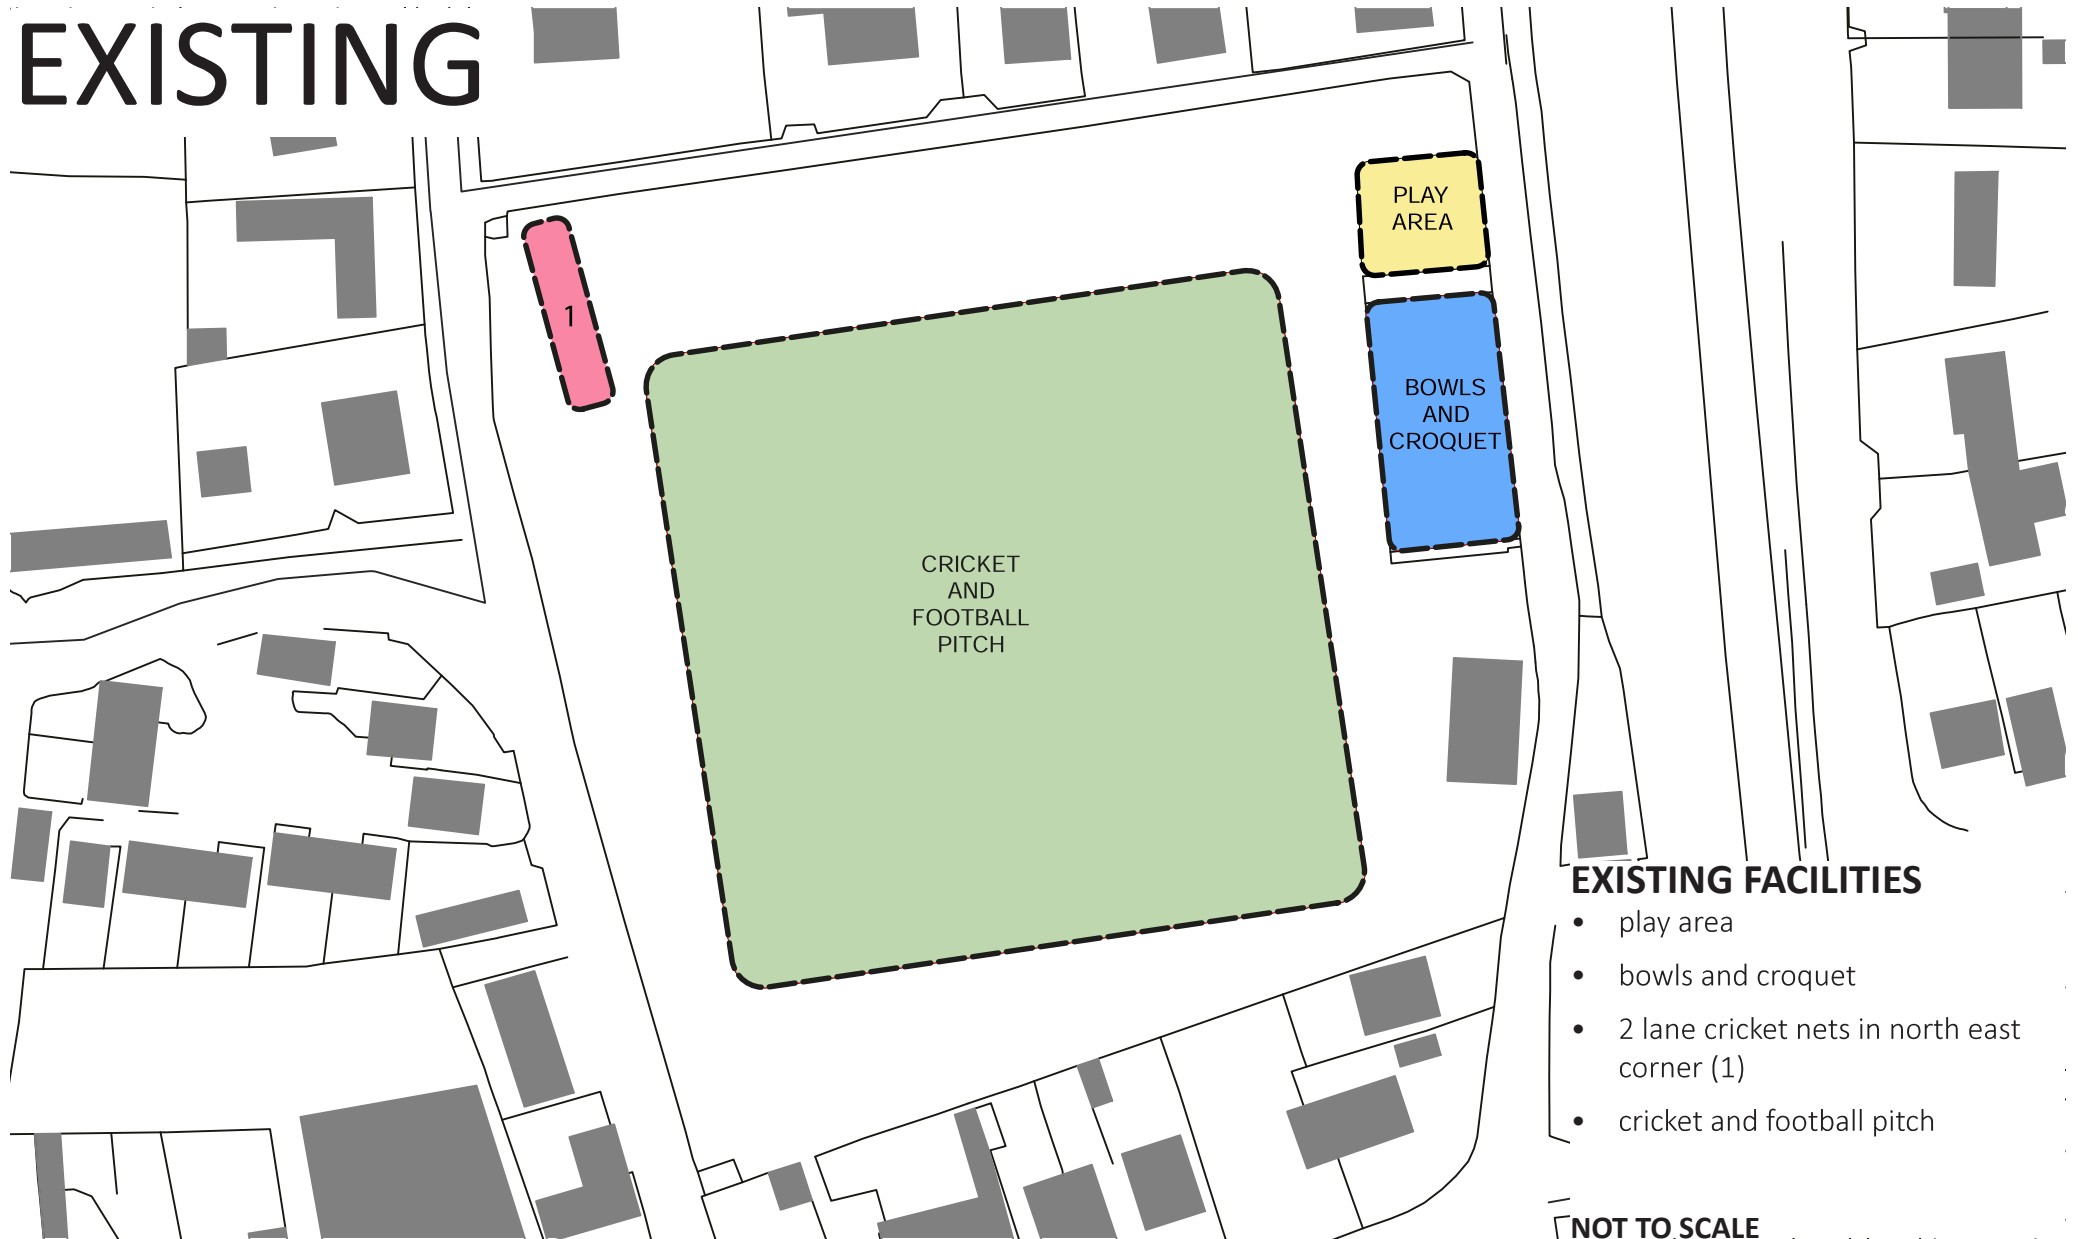 EXISTING
PLAY
AREA
1
BOWLS
AND
CROQUET
CRICKET
AND
FOOTBALL
PITCH
EXISTING FACILITIES
• play area
• bowls and croquet
• 2 lane cricket nets in north east
corner (1)
• cricket and football pitch
NOT TO SCALE